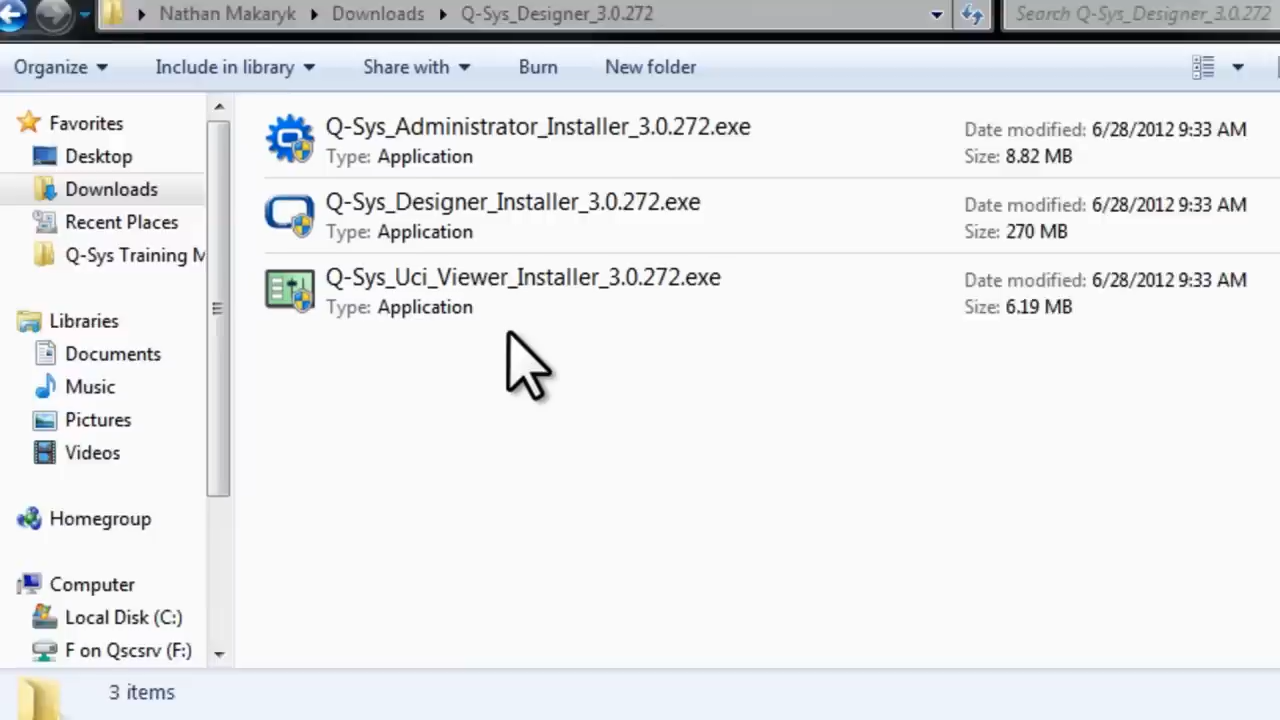 Nathan Makaryk Downloads Q-Sys_Designer_3.0.272 Search Q-Sys_Designer_3.0.272
Organize Include in library Share with Burn New folder
Favorites
Desktop
Downloads
Recent Places
Q-Sys Training M
Libraries
Documents
Music
Pictures
Videos
Homegroup
Computer
Local Disk (C:)
F on Qscsrv (F:)
Q-Sys_Administrator_Installer_3.0.272.exe Date modified: 6/28/2012 9:33 AM
Type: Application Size: 8.82 MB
Q-Sys_Designer_Installer_3.0.272.exe Date modified: 6/28/2012 9:33 AM
Type: Application Size: 270 MB
Q-Sys_Uci_Viewer_Installer_3.0.272.exe Date modified: 6/28/2012 9:33 AM
Type: Application Size: 6.19 MB
3 items